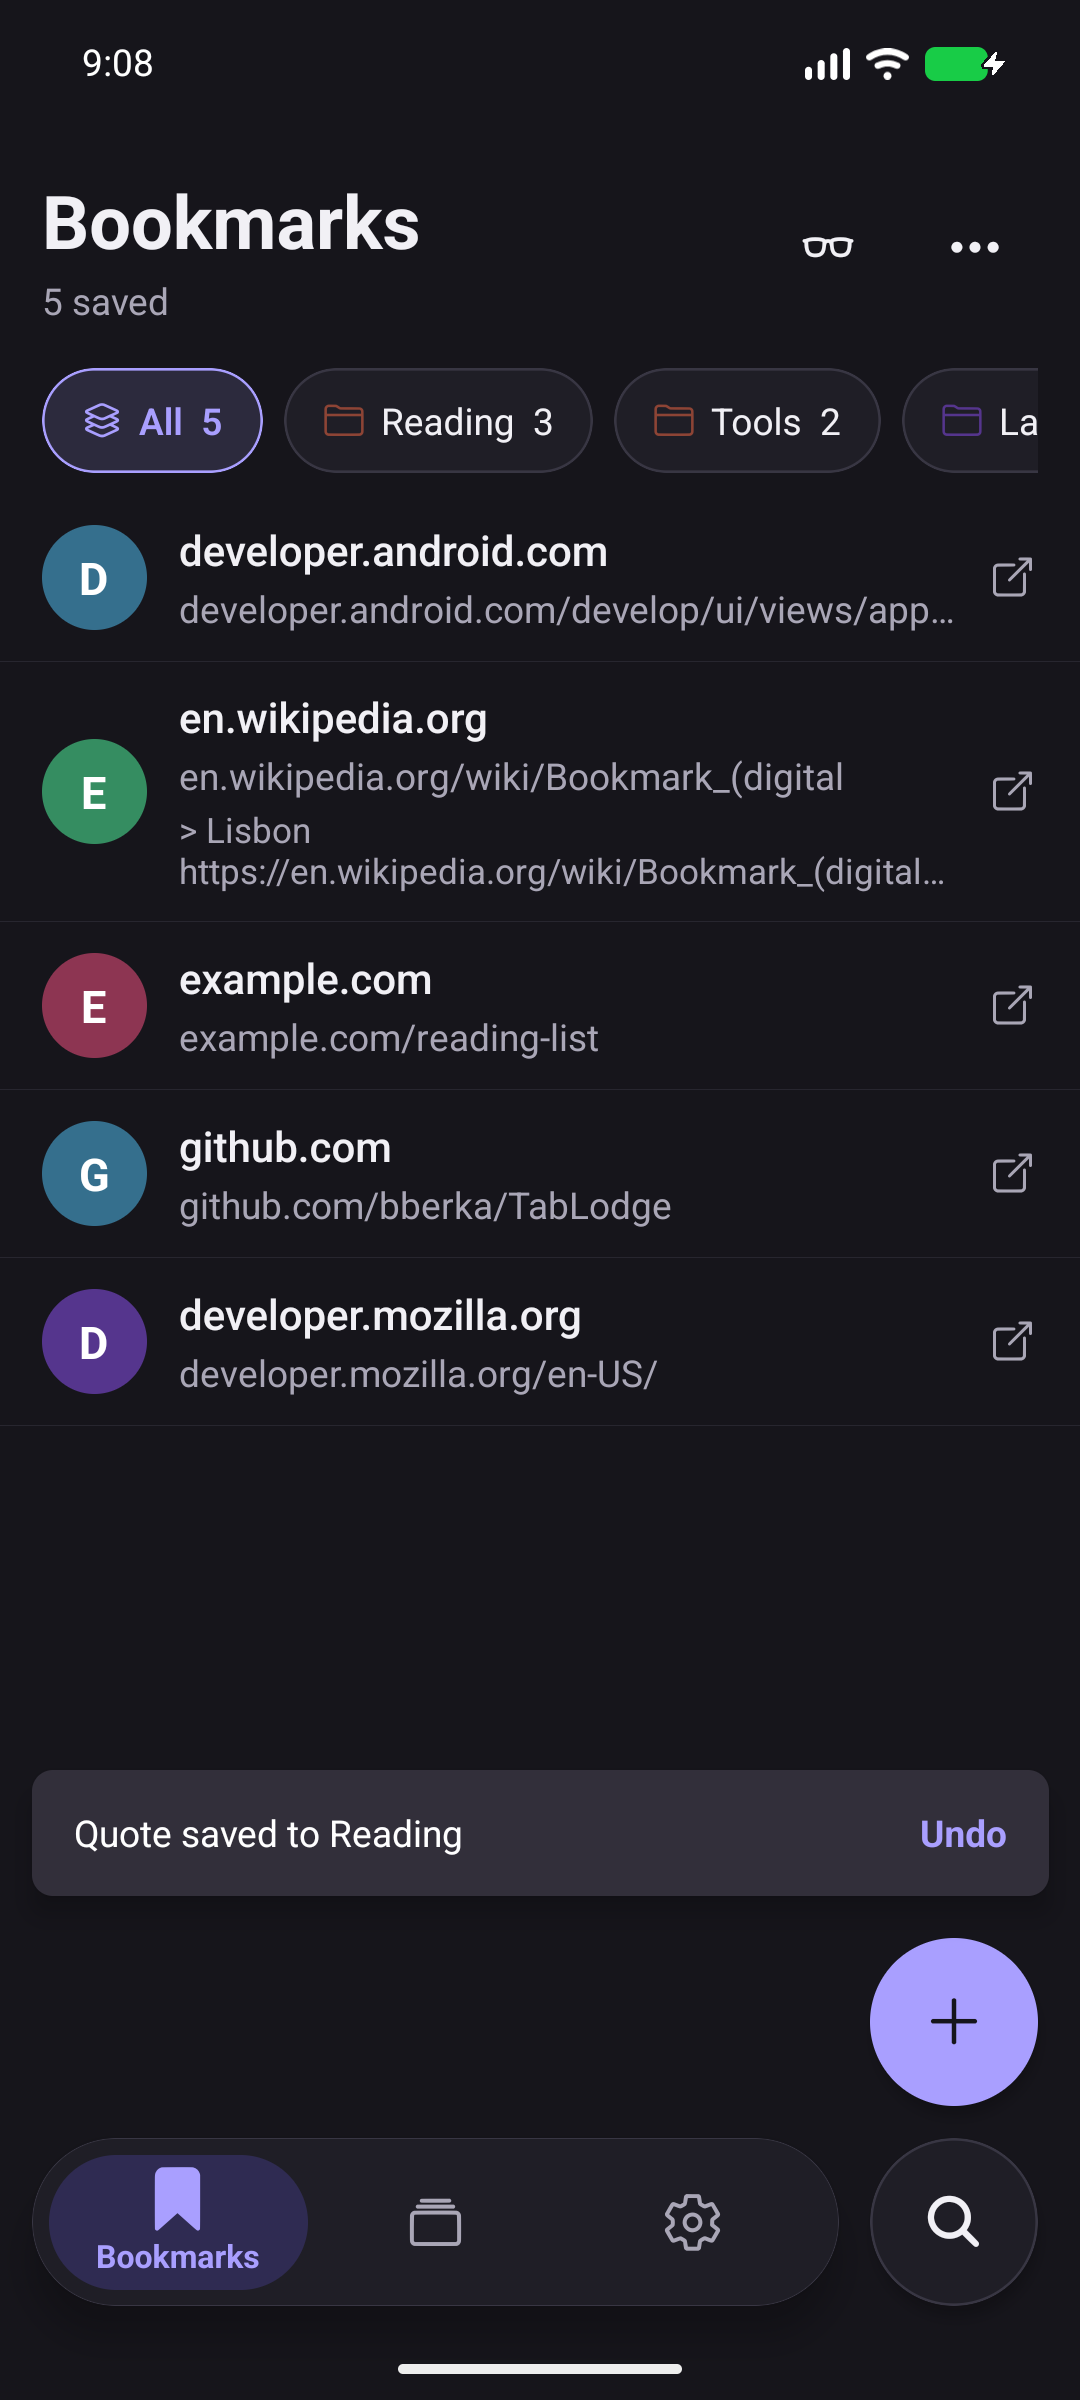 9:08
Bookmarks
5 saved
All 5
Reading 3
Tools 2
La
D
developer.android.com
developer.android.com/develop/ui/views/app…
E
en.wikipedia.org
en.wikipedia.org/wiki/Bookmark_(digital
> Lisbon
https://en.wikipedia.org/wiki/Bookmark_(digital…
E
example.com
example.com/reading-list
G
github.com
github.com/bberka/TabLodge
D
developer.mozilla.org
developer.mozilla.org/en-US/
Quote saved to Reading
Undo
Bookmarks